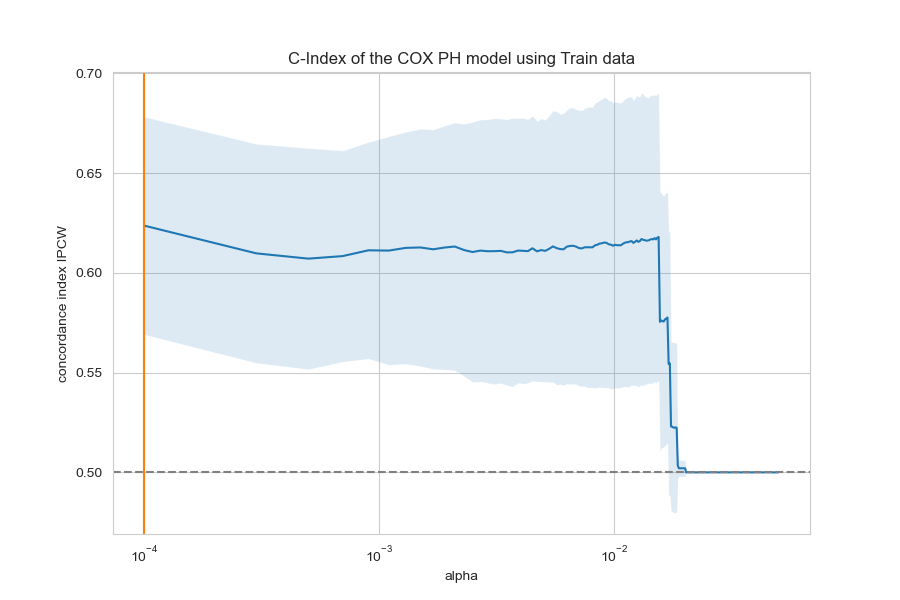 C-Index of the COX PH model using Train data
concordance index IPCW
0.70
0.65
0.60
0.55
0.50
10⁻⁴ 10⁻³ 10⁻²
alpha